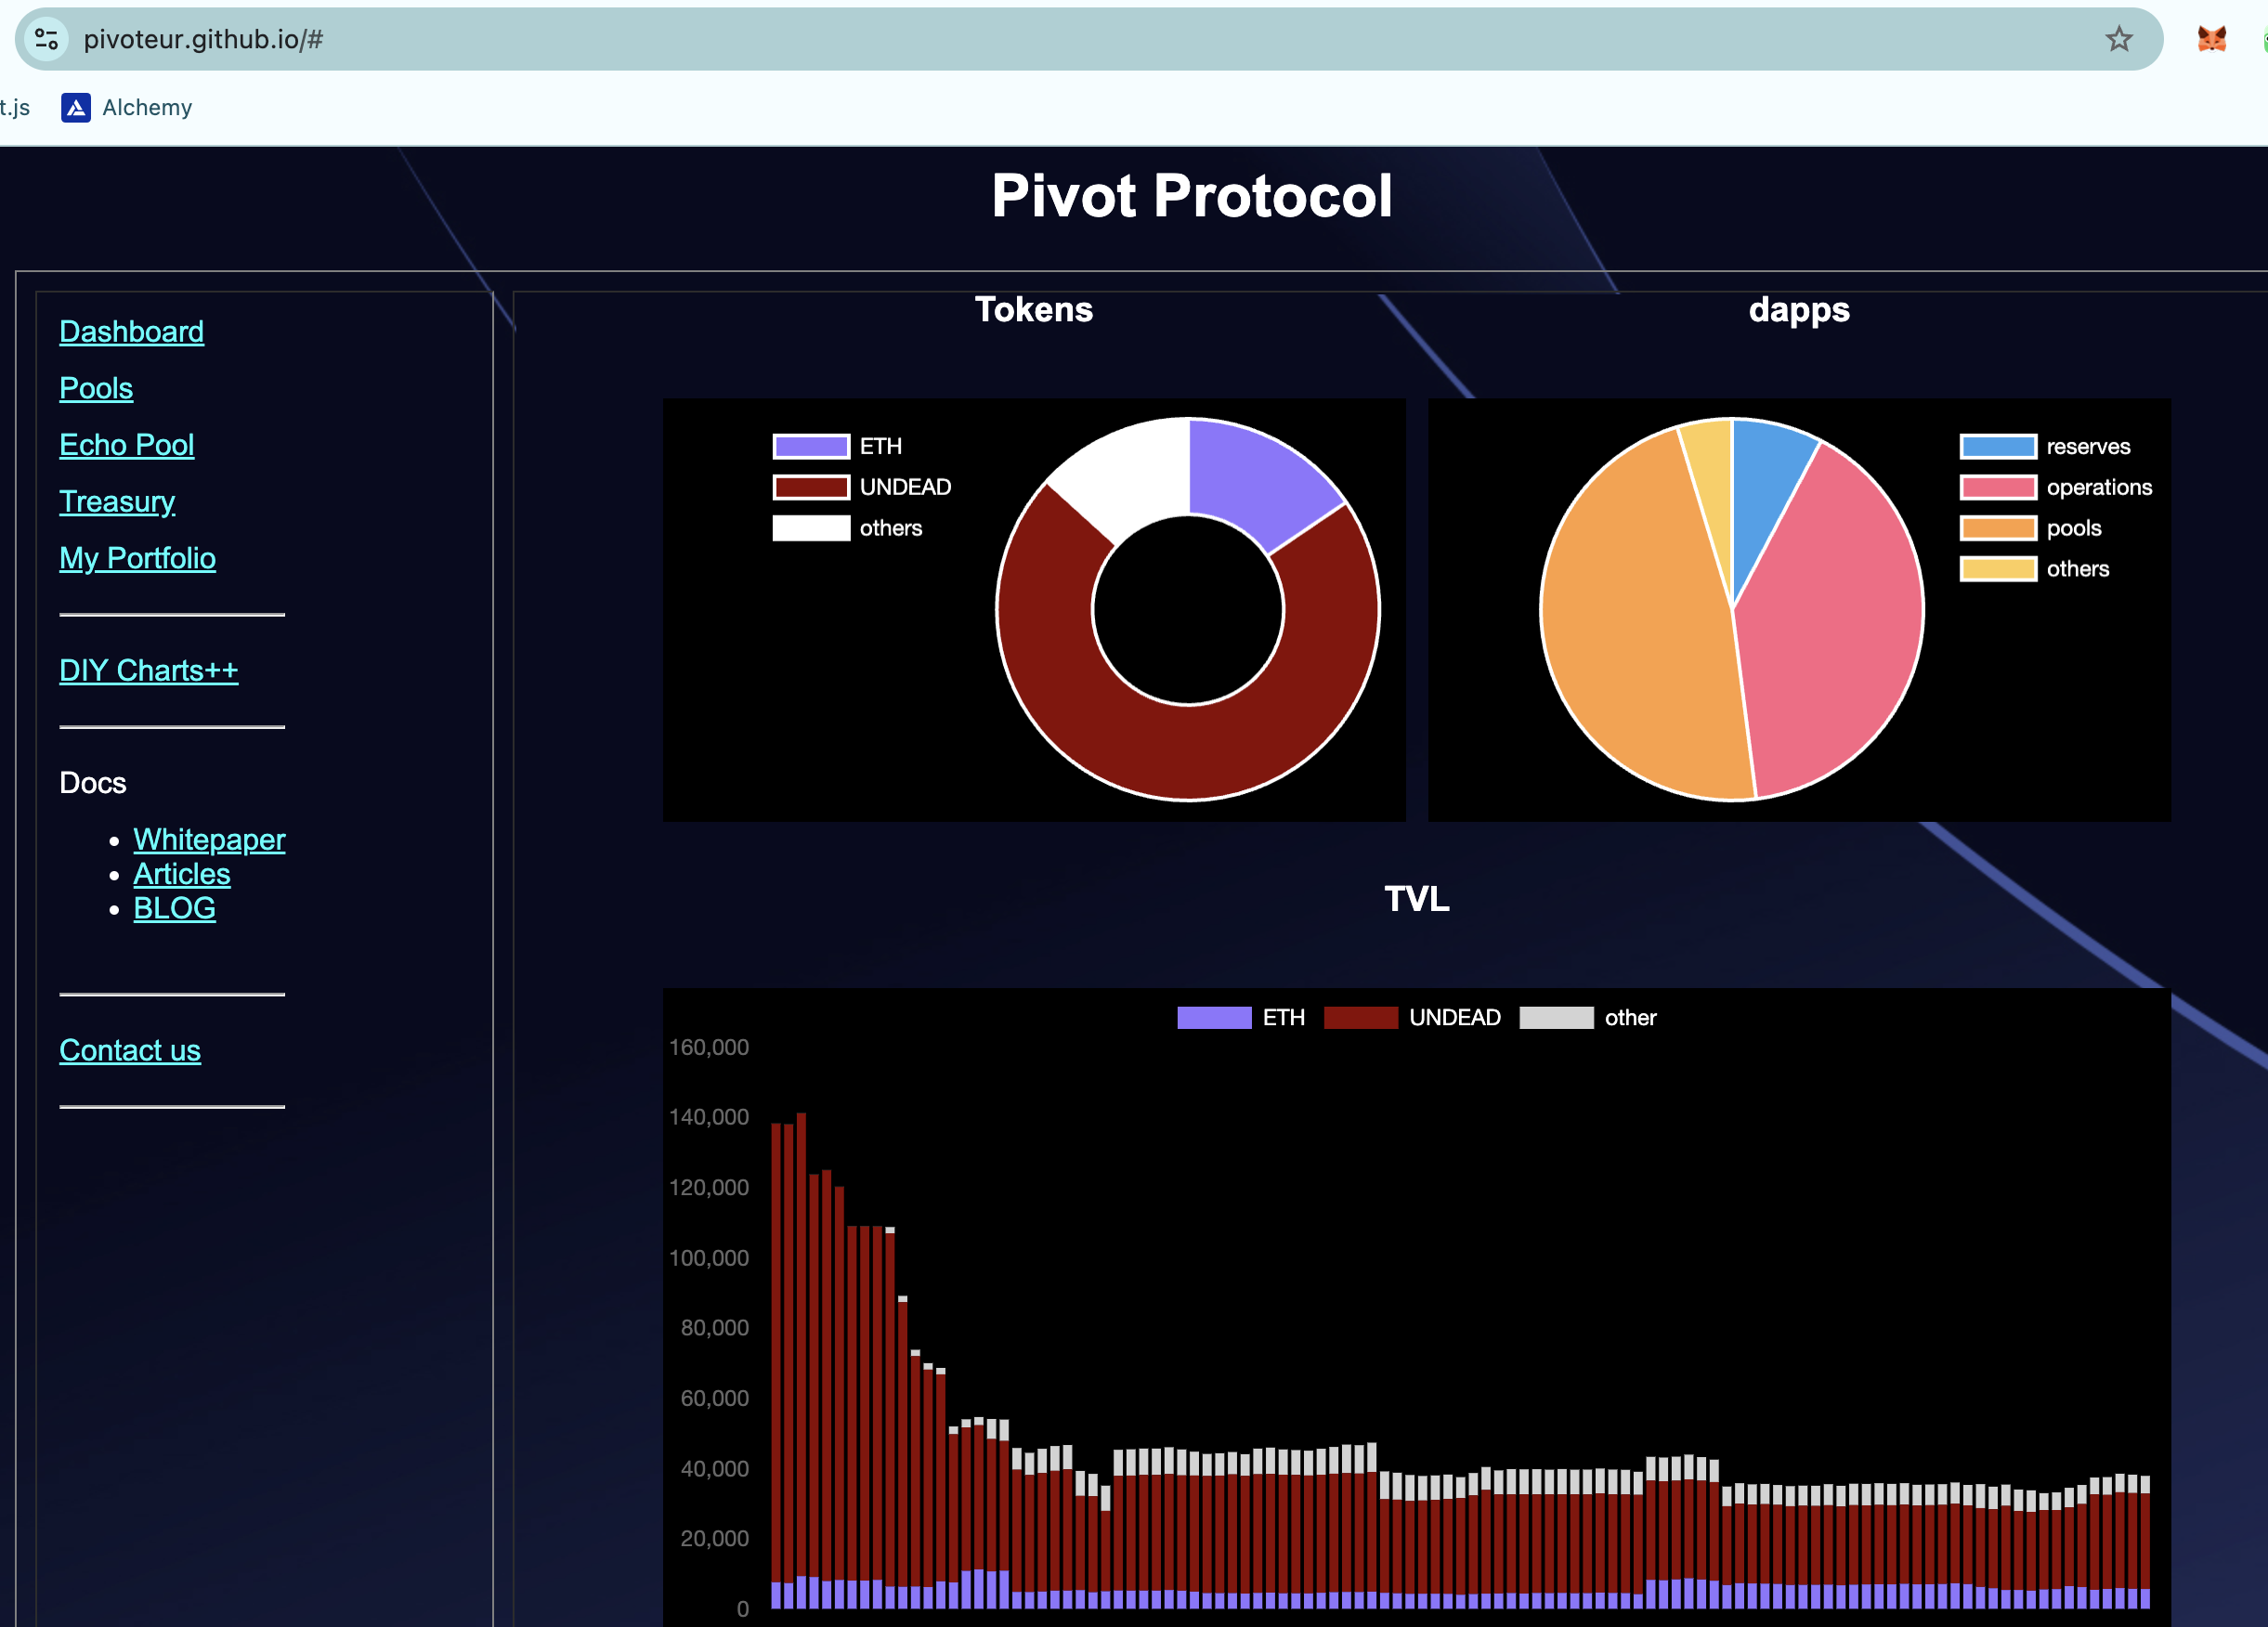 pivoteur.github.io/#
t.js
Alchemy
Pivot Protocol
Dashboard
Pools
Echo Pool
Treasury
My Portfolio
DIY Charts++
Docs
Whitepaper
Articles
BLOG
Contact us
Tokens
ETH
UNDEAD
others
dapps
reserves
operations
pools
others
TVL
ETH UNDEAD other
160,000
140,000
120,000
100,000
80,000
60,000
40,000
20,000
0